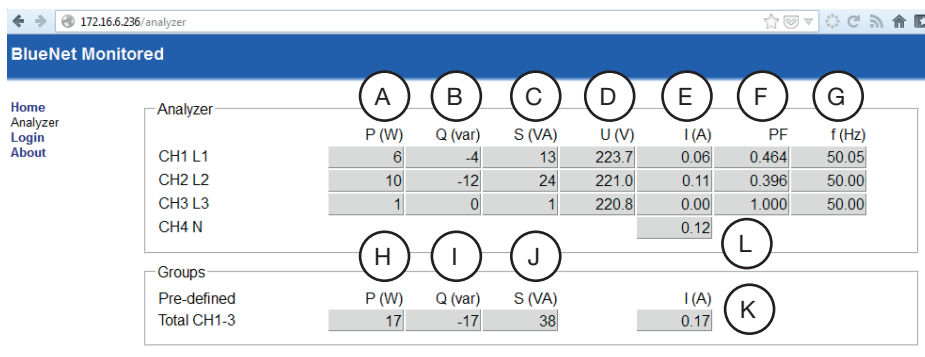 172.16.6.236/analyzer
BlueNet Monitored
Home
Analyzer
Login
About
A B C D E F G
Analyzer
P (W) Q (var) S (VA) U (V) I (A) PF f (Hz)
CH1 L1 6 -4 13 223.7 0.06 0.464 50.05
CH2 L2 10 -12 24 221.0 0.11 0.396 50.00
CH3 L3 1 0 1 220.8 0.00 1.000 50.00
CH4 N 0.12
H I J L
Groups
Pre-defined P (W) Q (var) S (VA) I (A)
Total CH1-3 17 -17 38 0.17
K